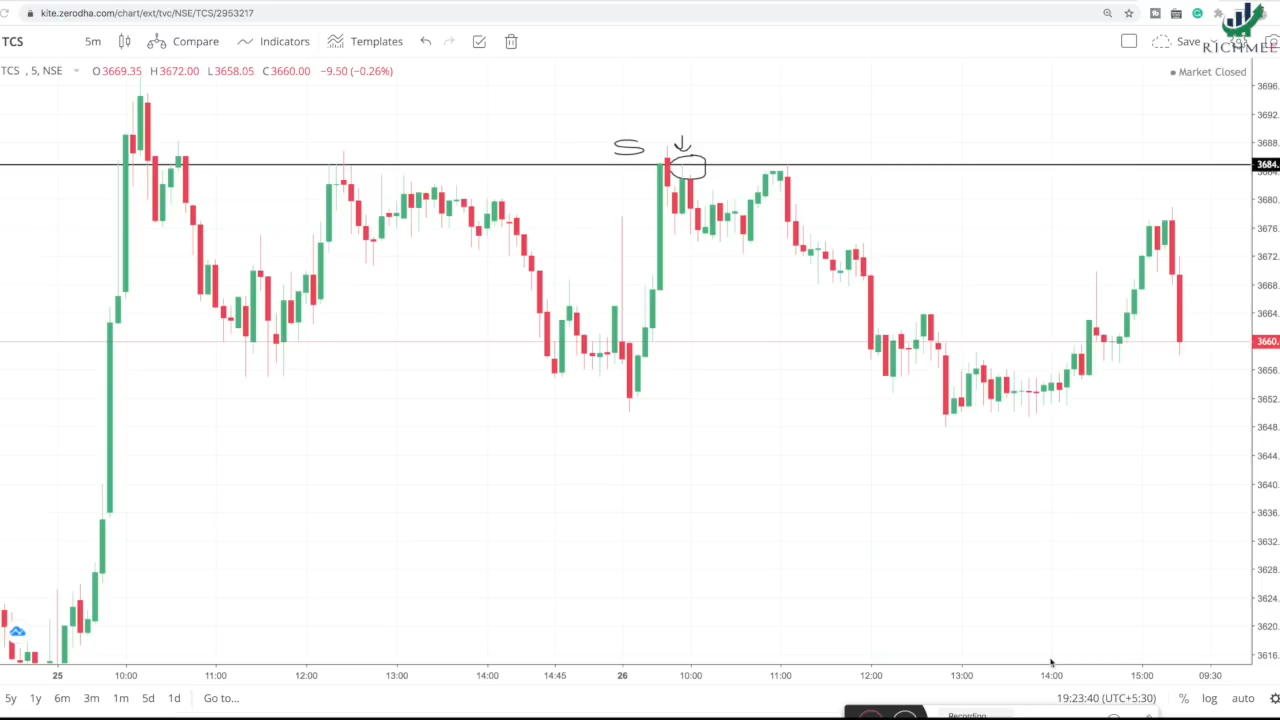 kite.zerodha.com/chart/ext/tvc/NSE/TCS/2953217
TCS 5m Compare Indicators Templates Save
RICHMEE
TCS , 5, NSE O3669.35 H3672.00 L3658.05 C3660.00 −9.50 (−0.26%) Market Closed
3696.
3692.
S
3688.
3684.
3680.
3676.
3672.
3668.
3664.
3660.
3656.
3652.
3648.
3644.
3640.
3636.
3632.
3628.
3624.
3620.
3616.
25 10:00 11:00 12:00 13:00 14:00 14:45 26 10:00 11:00 12:00 13:00 14:00 15:00 09:30
5y 1y 6m 3m 1m 5d 1d Go to... 19:23:40 (UTC+5:30) % log auto
Recording